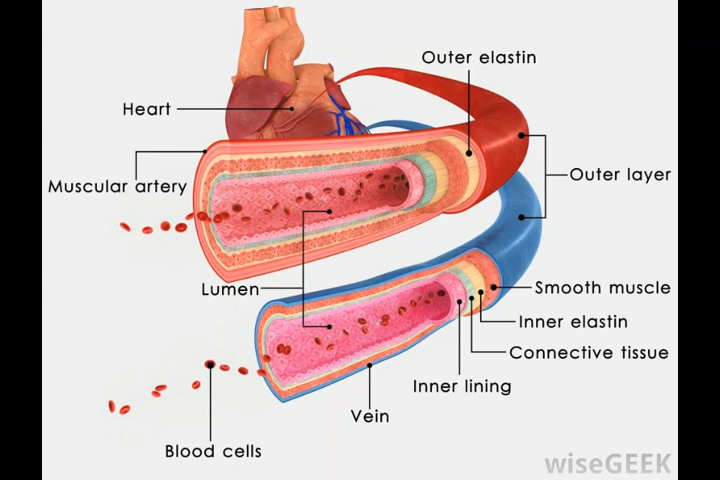 Outer elastin
Heart
Muscular artery
Outer layer
Lumen
Smooth muscle
Inner elastin
Connective tissue
Inner lining
Vein
Blood cells
wiseGEEK